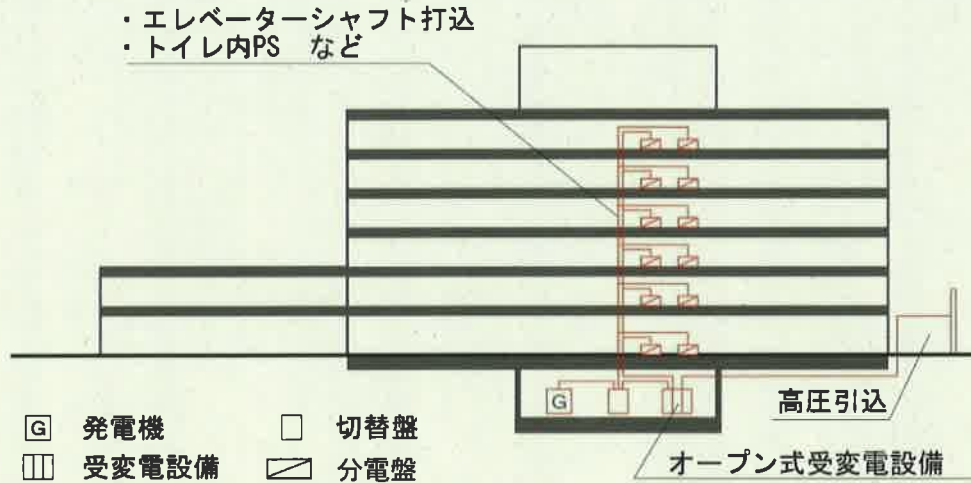 ・エレベーターシャフト打込
・トイレ内PS など
G
高圧引込
G 発電機
切替盤
受変電設備
分電盤
オープン式受変電設備